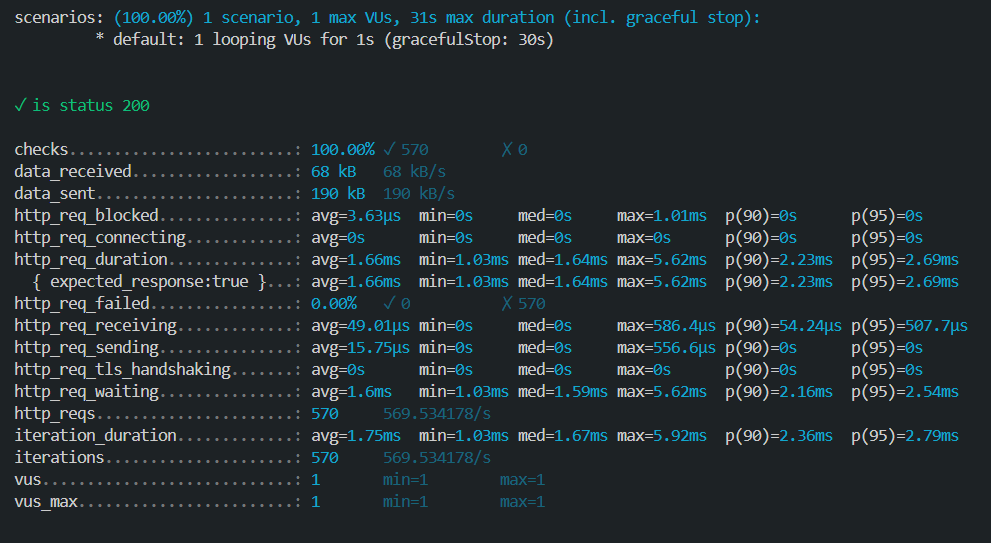 scenarios: (100.00%) 1 scenario, 1 max VUs, 31s max duration (incl. graceful stop):
         * default: 1 looping VUs for 1s (gracefulStop: 30s)
✓ is status 200
checks.........................: 100.00% ✓ 570        ✗ 0
data_received..................: 68 kB   68 kB/s
data_sent......................: 190 kB  190 kB/s
http_req_blocked...............: avg=3.63µs  min=0s     med=0s     max=1.01ms  p(90)=0s      p(95)=0s
http_req_connecting............: avg=0s      min=0s     med=0s     max=0s      p(90)=0s      p(95)=0s
http_req_duration..............: avg=1.66ms  min=1.03ms med=1.64ms max=5.62ms  p(90)=2.23ms  p(95)=2.69ms
  { expected_response:true }...: avg=1.66ms  min=1.03ms med=1.64ms max=5.62ms  p(90)=2.23ms  p(95)=2.69ms
http_req_failed................: 0.00%   ✓ 0          ✗ 570
http_req_receiving.............: avg=49.01µs min=0s     med=0s     max=586.4µs p(90)=54.24µs p(95)=507.7µs
http_req_sending...............: avg=15.75µs min=0s     med=0s     max=556.6µs p(90)=0s      p(95)=0s
http_req_tls_handshaking.......: avg=0s      min=0s     med=0s     max=0s      p(90)=0s      p(95)=0s
http_req_waiting...............: avg=1.6ms   min=1.03ms med=1.59ms max=5.62ms  p(90)=2.16ms  p(95)=2.54ms
http_reqs......................: 570     569.534178/s
iteration_duration.............: avg=1.75ms  min=1.03ms med=1.67ms max=5.92ms  p(90)=2.36ms  p(95)=2.79ms
iterations.....................: 570     569.534178/s
vus............................: 1       min=1        max=1
vus_max........................: 1       min=1        max=1